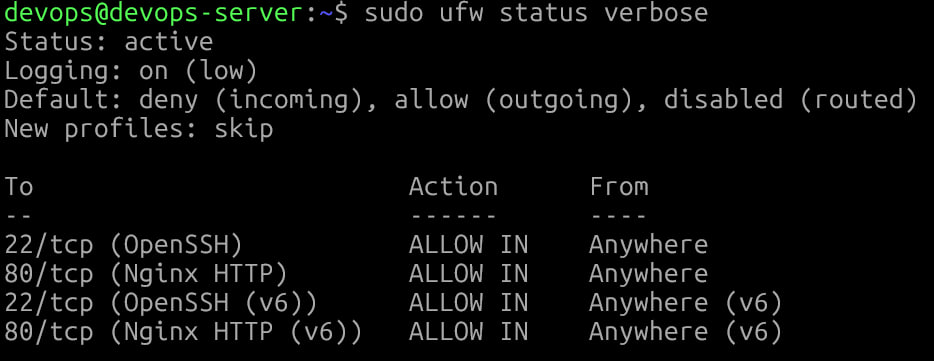 devops@devops-server:~$ sudo ufw status verbose
Status: active
Logging: on (low)
Default: deny (incoming), allow (outgoing), disabled (routed)
New profiles: skip

To                         Action      From
--                         ------      ----
22/tcp (OpenSSH)           ALLOW IN    Anywhere
80/tcp (Nginx HTTP)        ALLOW IN    Anywhere
22/tcp (OpenSSH (v6))      ALLOW IN    Anywhere (v6)
80/tcp (Nginx HTTP (v6))   ALLOW IN    Anywhere (v6)